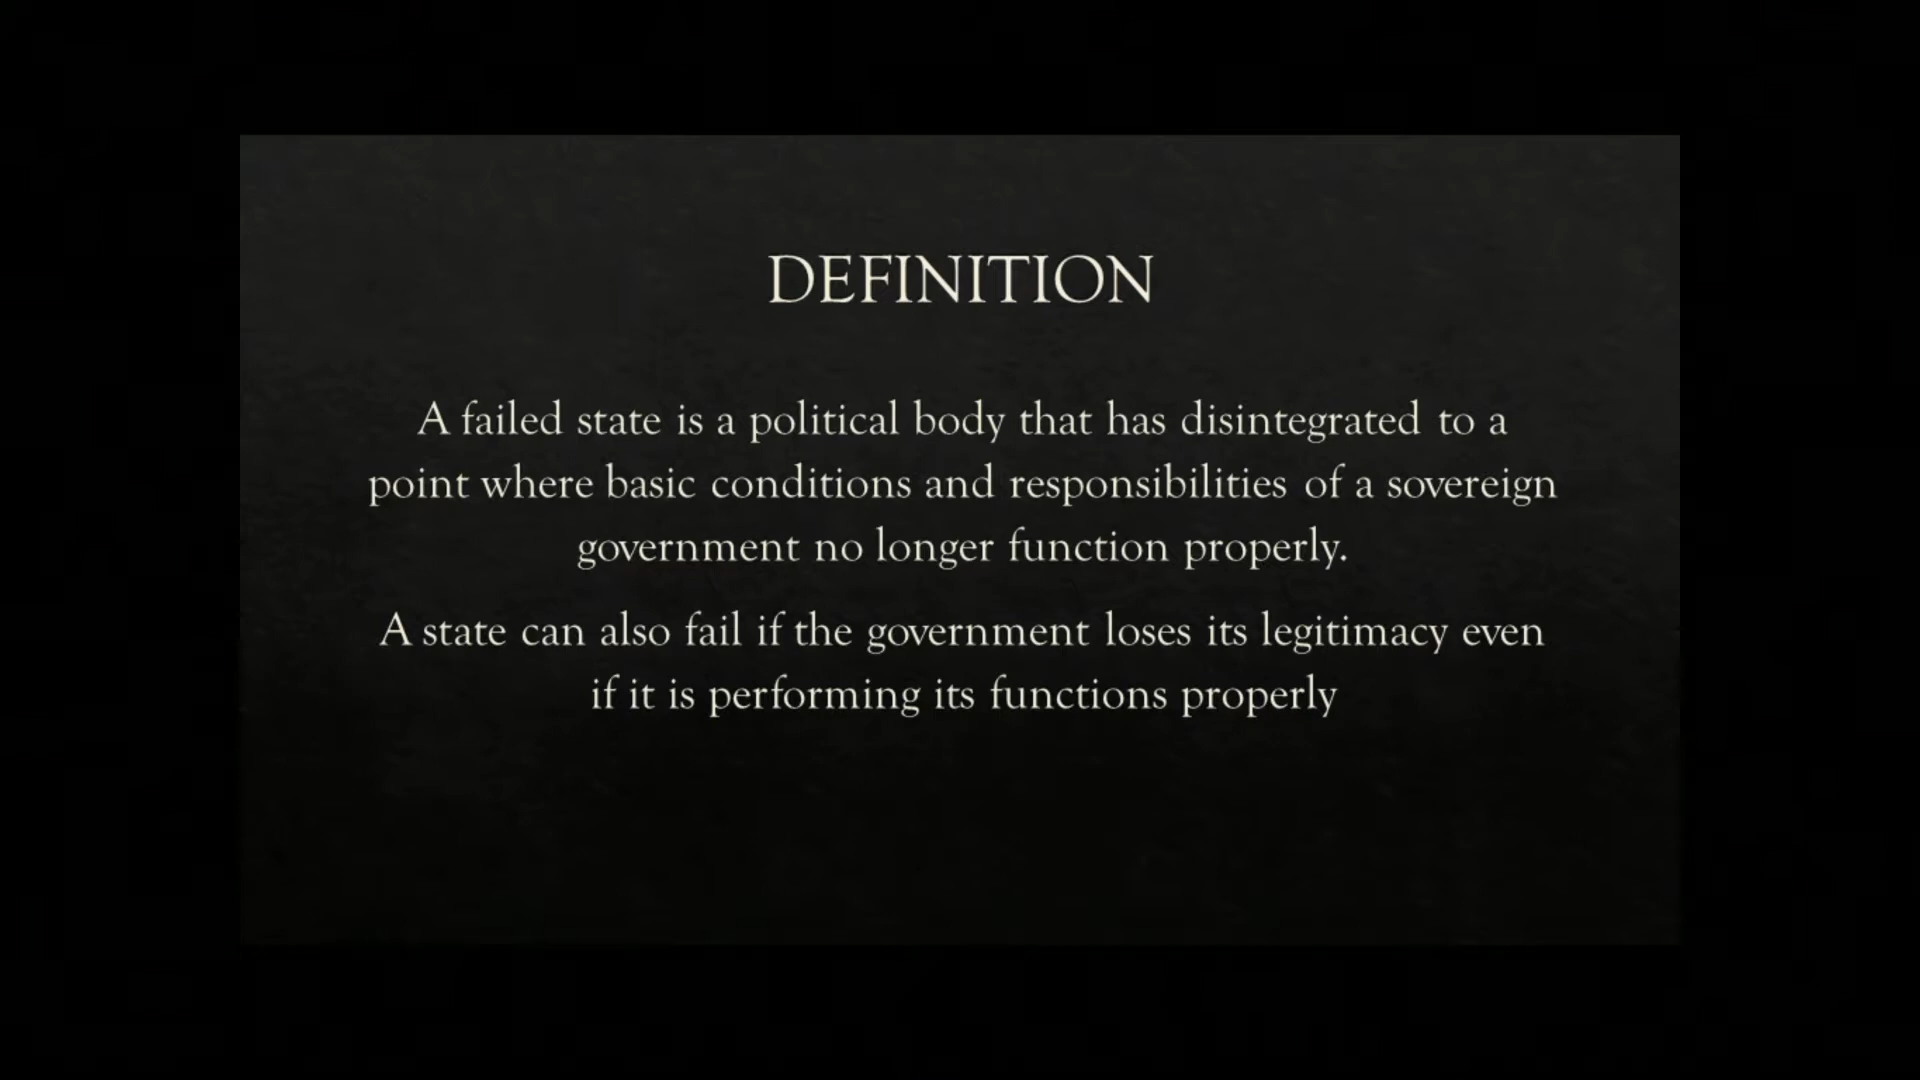 DEFINITION
A failed state is a political body that has disintegrated to a
point where basic conditions and responsibilities of a sovereign
government no longer function properly.
A state can also fail if the government loses its legitimacy even
if it is performing its functions properly